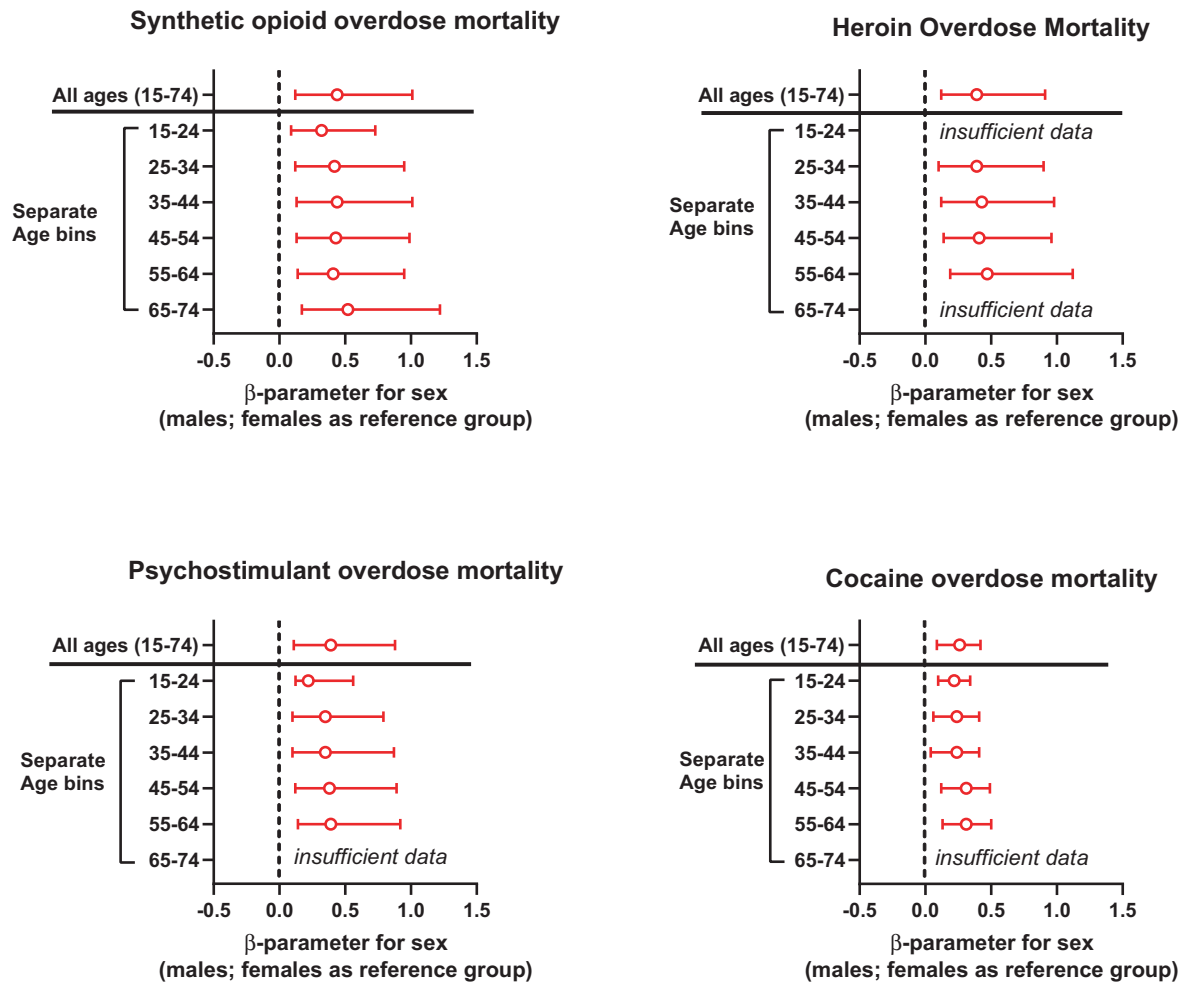 Synthetic opioid overdose mortality
All ages (15-74)
15-24
25-34
35-44
45-54
55-64
65-74
Separate
Age bins
-0.5 0.0 0.5 1.0 1.5
β-parameter for sex
(males; females as reference group)
Heroin Overdose Mortality
All ages (15-74)
15-24 insufficient data
25-34
35-44
45-54
55-64
65-74 insufficient data
Separate
Age bins
-0.5 0.0 0.5 1.0 1.5
β-parameter for sex
(males; females as reference group)
Psychostimulant overdose mortality
All ages (15-74)
15-24
25-34
35-44
45-54
55-64
65-74 insufficient data
Separate
Age bins
-0.5 0.0 0.5 1.0 1.5
β-parameter for sex
(males; females as reference group)
Cocaine overdose mortality
All ages (15-74)
15-24
25-34
35-44
45-54
55-64
65-74 insufficient data
Separate
Age bins
-0.5 0.0 0.5 1.0 1.5
β-parameter for sex
(males; females as reference group)